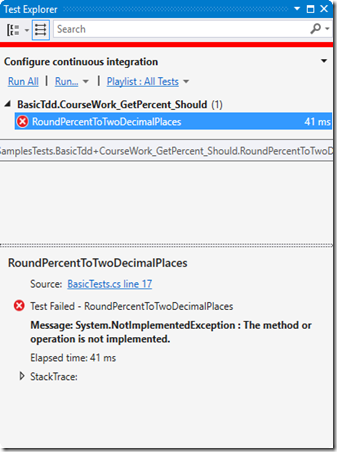 Test Explorer
Search
Configure continuous integration
Run All | Run... | Playlist : All Tests
BasicTdd.CourseWork_GetPercent_Should (1)
RoundPercentToTwoDecimalPlaces 41 ms
SamplesTests.BasicTdd+CourseWork_GetPercent_Should.RoundPercentToTwoD
RoundPercentToTwoDecimalPlaces
Source: BasicTests.cs line 17
Test Failed - RoundPercentToTwoDecimalPlaces
Message: System.NotImplementedException : The method or
operation is not implemented.
Elapsed time: 41 ms
StackTrace: